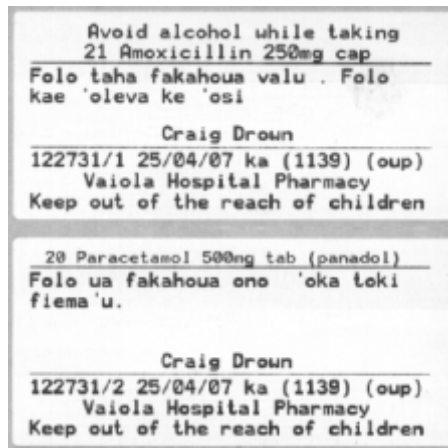 Avoid alcohol while taking
21 Amoxicillin 250mg cap
Folo taha fakahoua valu . Folo
kae 'oleva ke 'osi
Craig Drown
122731/1 25/04/07 ka (1139) (oup)
Vaiola Hospital Pharmacy
Keep out of the reach of children
20 Paracetamol 500mg tab (panadol)
Folo ua fakahoua ono 'oka toki
fiema'u.
Craig Drown
122731/2 25/04/07 ka (1139) (oup)
Vaiola Hospital Pharmacy
Keep out of the reach of children